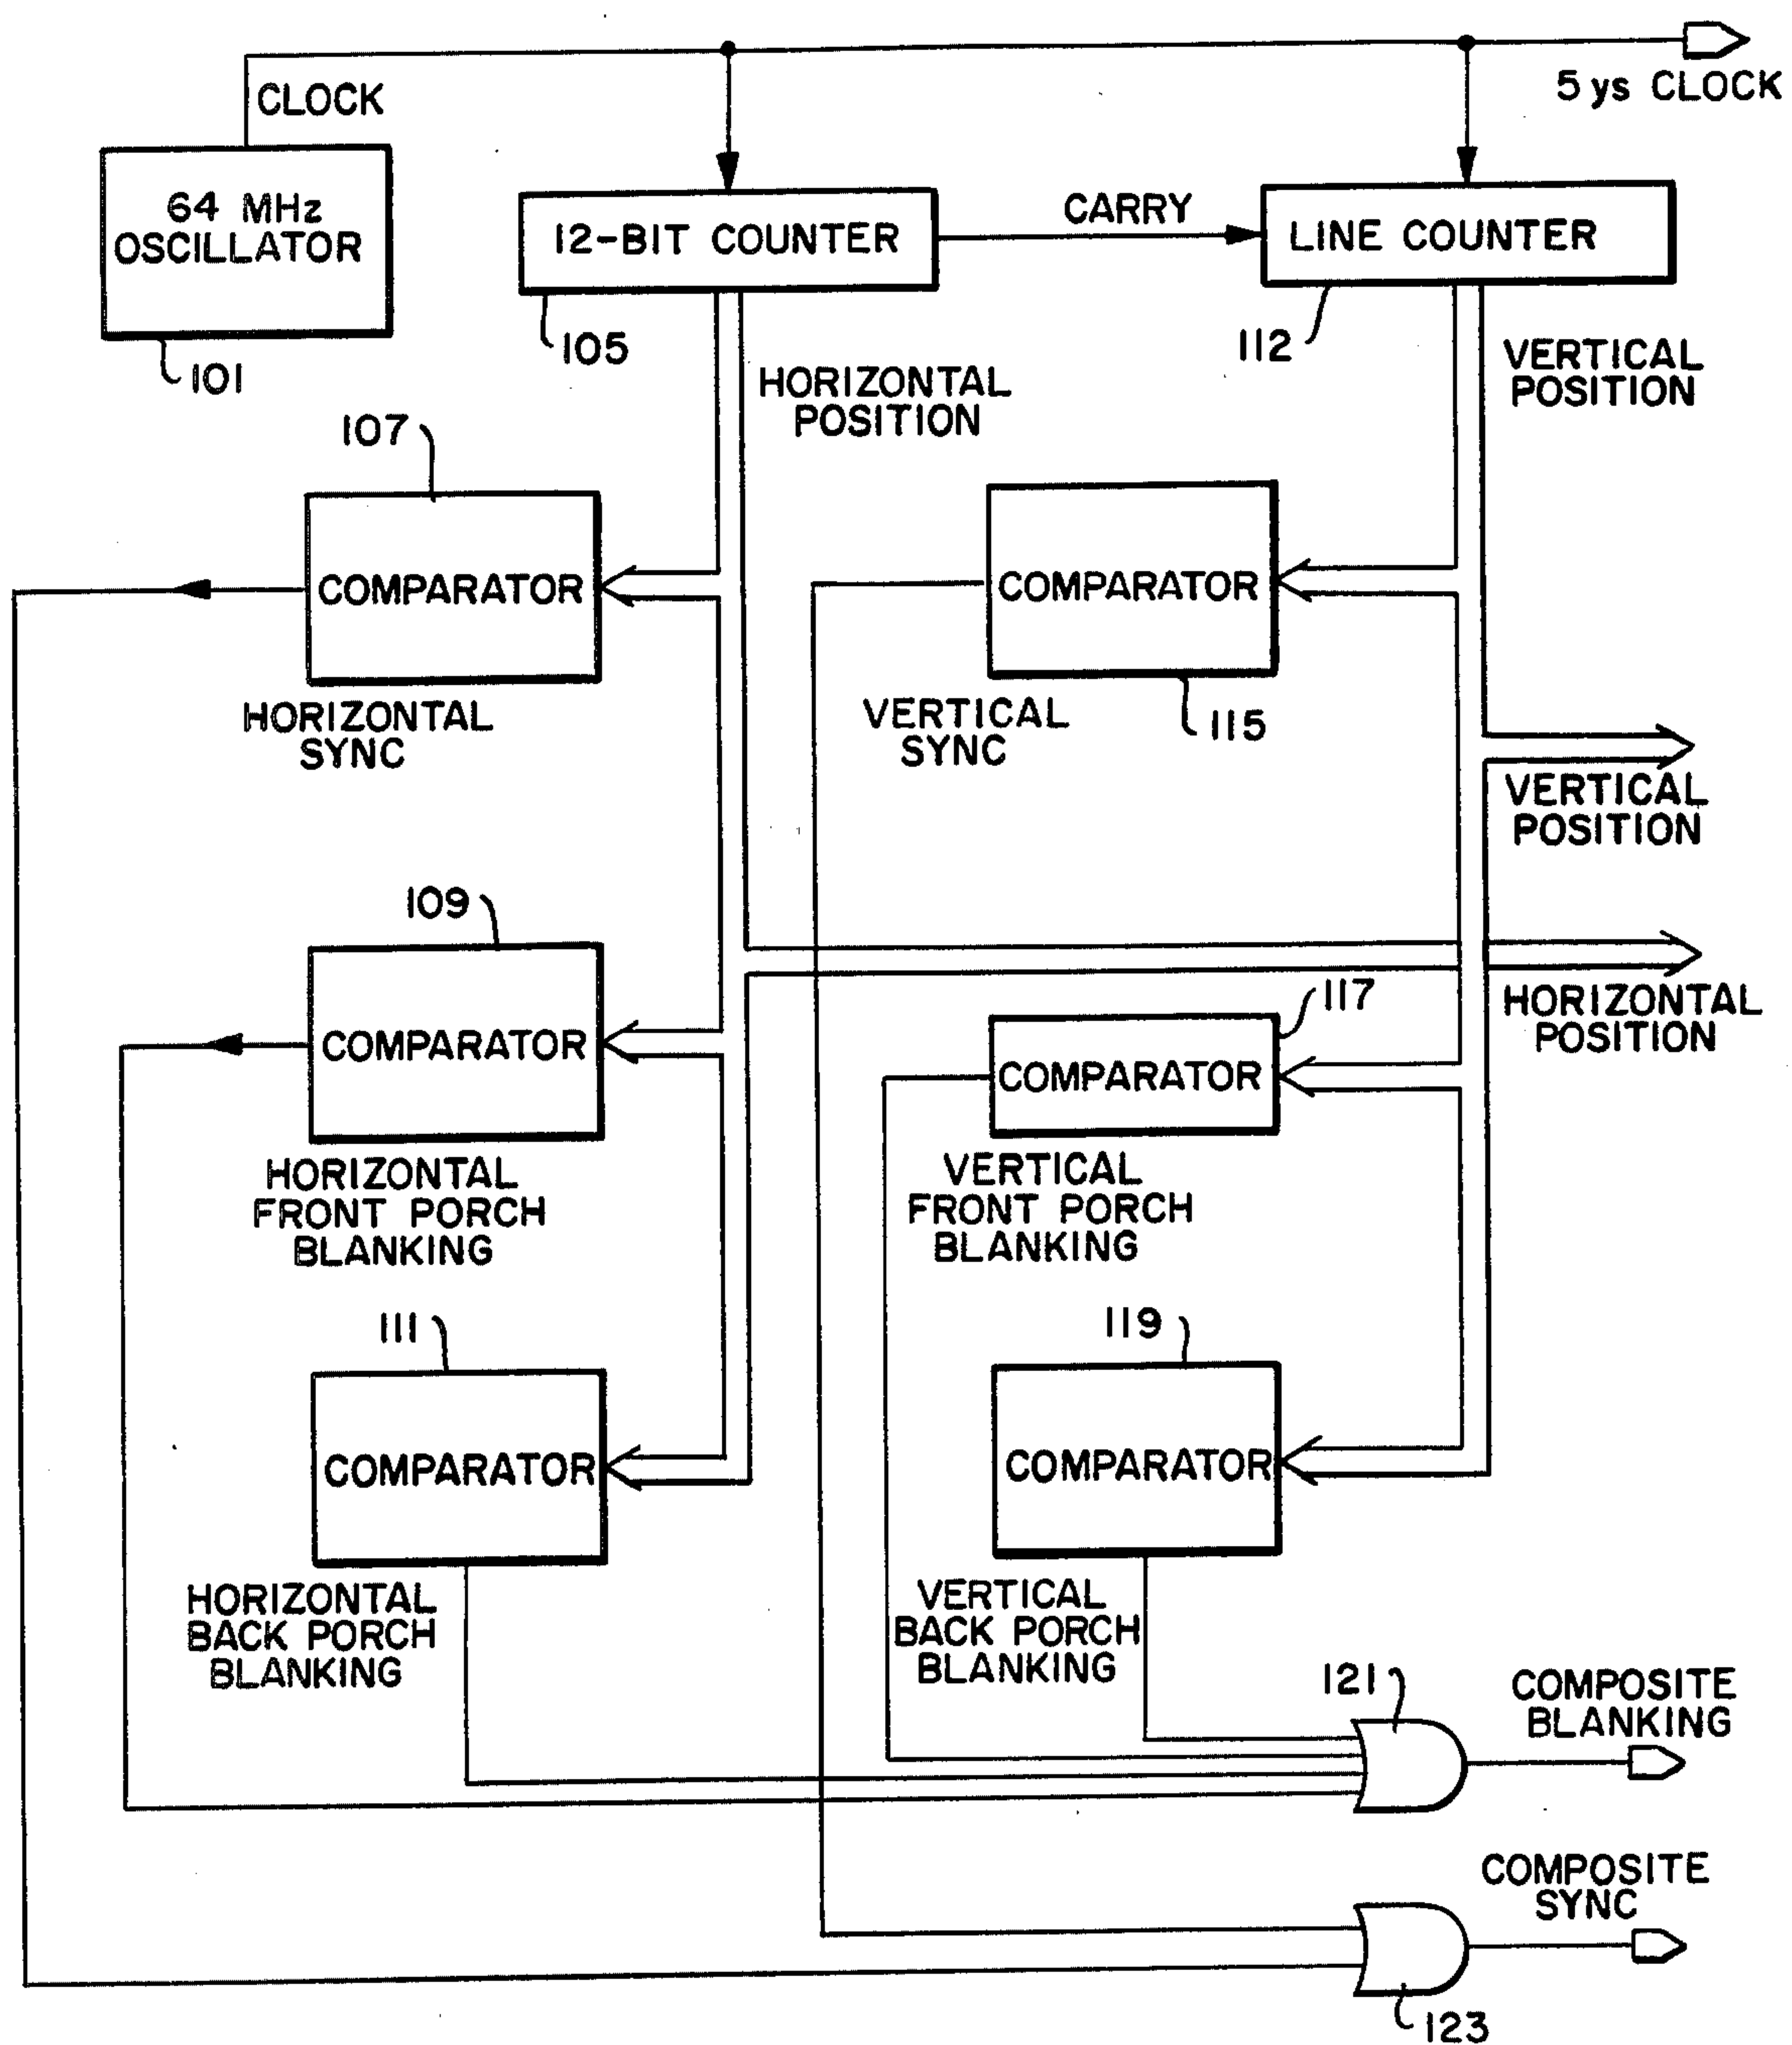 CLOCK
5 ys CLOCK
64 MHz
OSCILLATOR
12-BIT COUNTER
CARRY
LINE COUNTER
101
105
112
HORIZONTAL
POSITION
VERTICAL
POSITION
107
COMPARATOR
HORIZONTAL
SYNC
COMPARATOR
VERTICAL
SYNC
115
VERTICAL
POSITION
109
COMPARATOR
HORIZONTAL
FRONT PORCH
BLANKING
HORIZONTAL
POSITION
117
COMPARATOR
VERTICAL
FRONT PORCH
BLANKING
111
COMPARATOR
HORIZONTAL
BACK PORCH
BLANKING
119
COMPARATOR
VERTICAL
BACK PORCH
BLANKING
121
COMPOSITE
BLANKING
COMPOSITE
SYNC
123